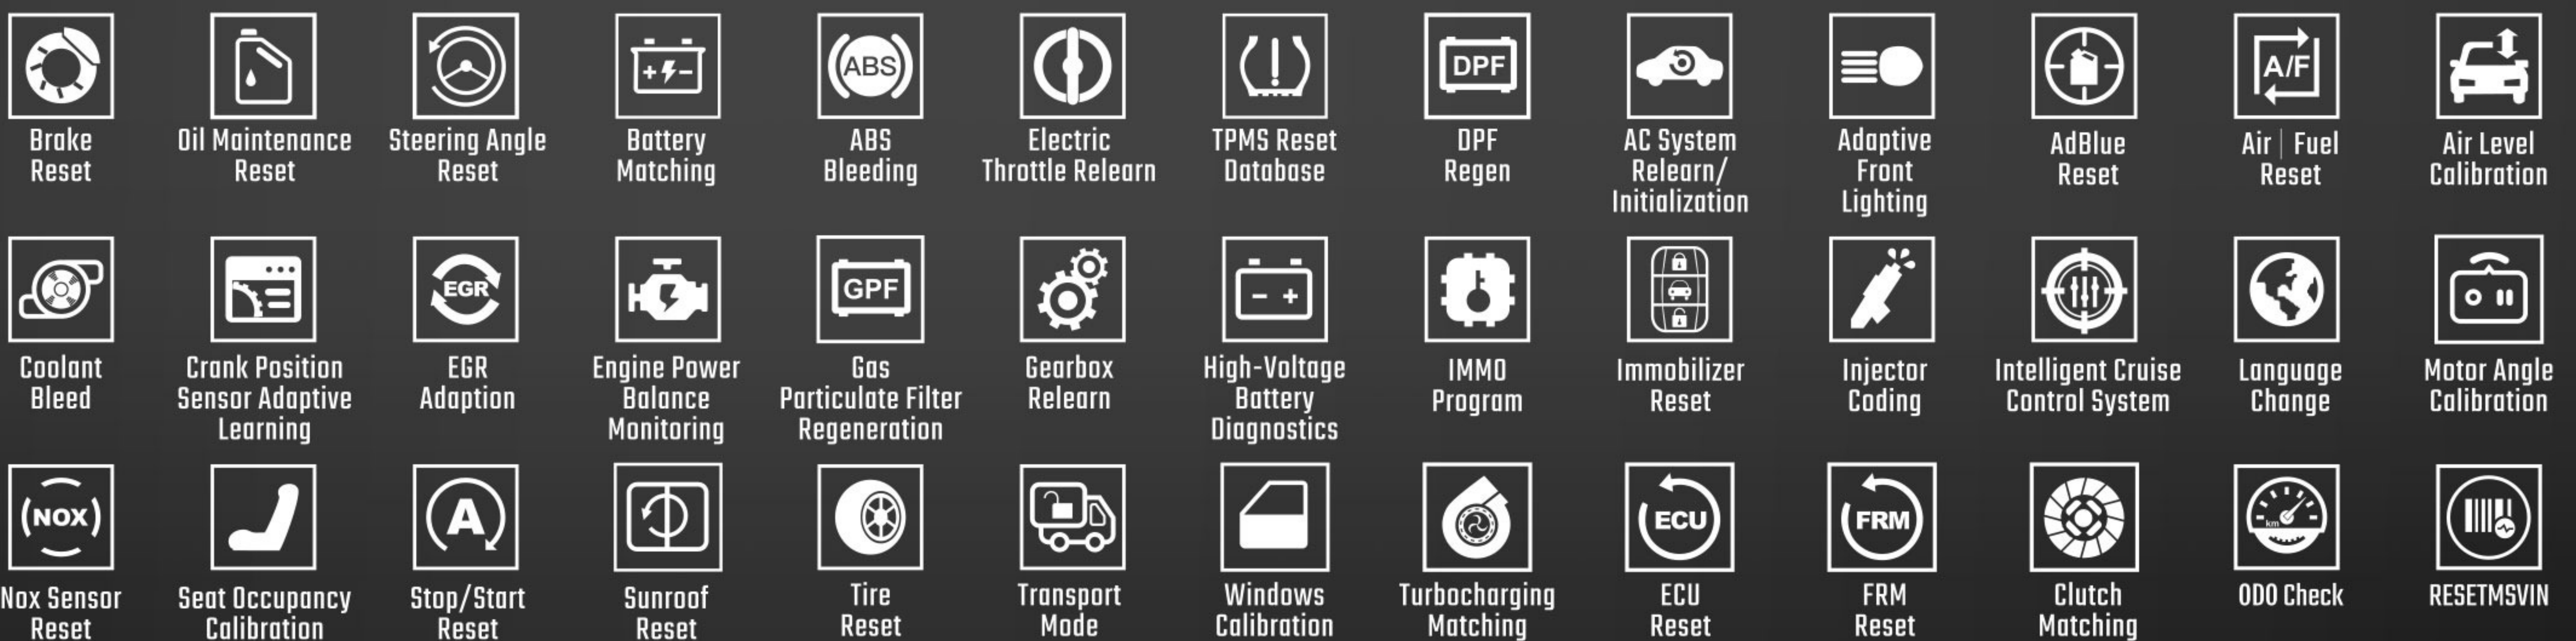 ABS
DPF
A/F
Brake
Reset
Oil Maintenance
Reset
Steering Angle
Reset
Battery
Matching
ABS
Bleeding
Electric
Throttle Relearn
TPMS Reset
Database
DPF
Regen
AC System
Relearn/
Initialization
Adaptive
Front
Lighting
AdBlue
Reset
Air | Fuel
Reset
Air Level
Calibration
EGR
GPF
Coolant
Bleed
Crank Position
Sensor Adaptive
Learning
EGR
Adaption
Engine Power
Balance
Monitoring
Gas
Particulate Filter
Regeneration
Gearbox
Relearn
High-Voltage
Battery
Diagnostics
IMMO
Program
Immobilizer
Reset
Injector
Coding
Intelligent Cruise
Control System
Language
Change
Motor Angle
Calibration
NOX
A
ECU
FRM
km
Nox Sensor
Reset
Seat Occupancy
Calibration
Stop/Start
Reset
Sunroof
Reset
Tire
Reset
Transport
Mode
Windows
Calibration
Turbocharging
Matching
ECU
Reset
FRM
Reset
Clutch
Matching
ODO Check
RESETMSVIN